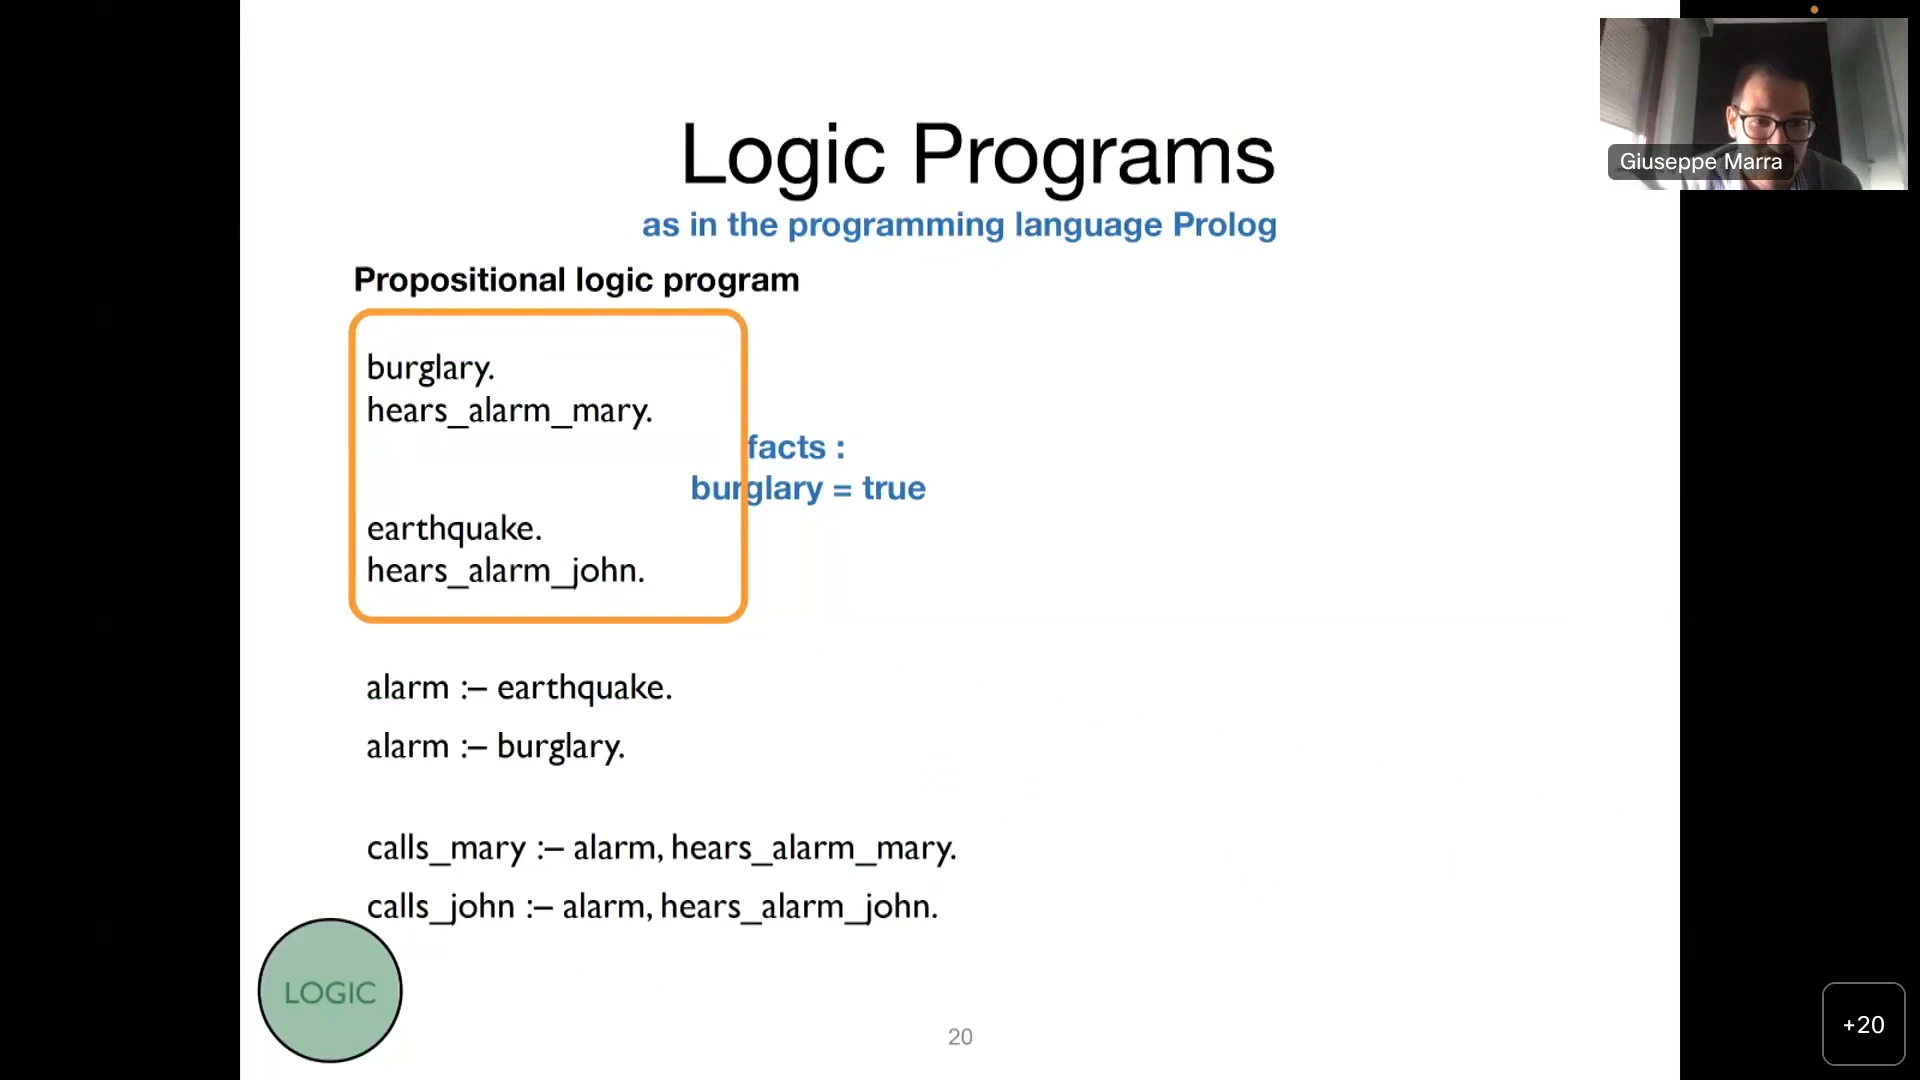 Logic Programs
as in the programming language Prolog
Giuseppe Marra
Propositional logic program
burglary.
hears_alarm_mary.
facts :
burglary = true
earthquake.
hears_alarm_john.
alarm :– earthquake.
alarm :– burglary.
calls_mary :– alarm, hears_alarm_mary.
calls_john :– alarm, hears_alarm_john.
LOGIC
20
+20